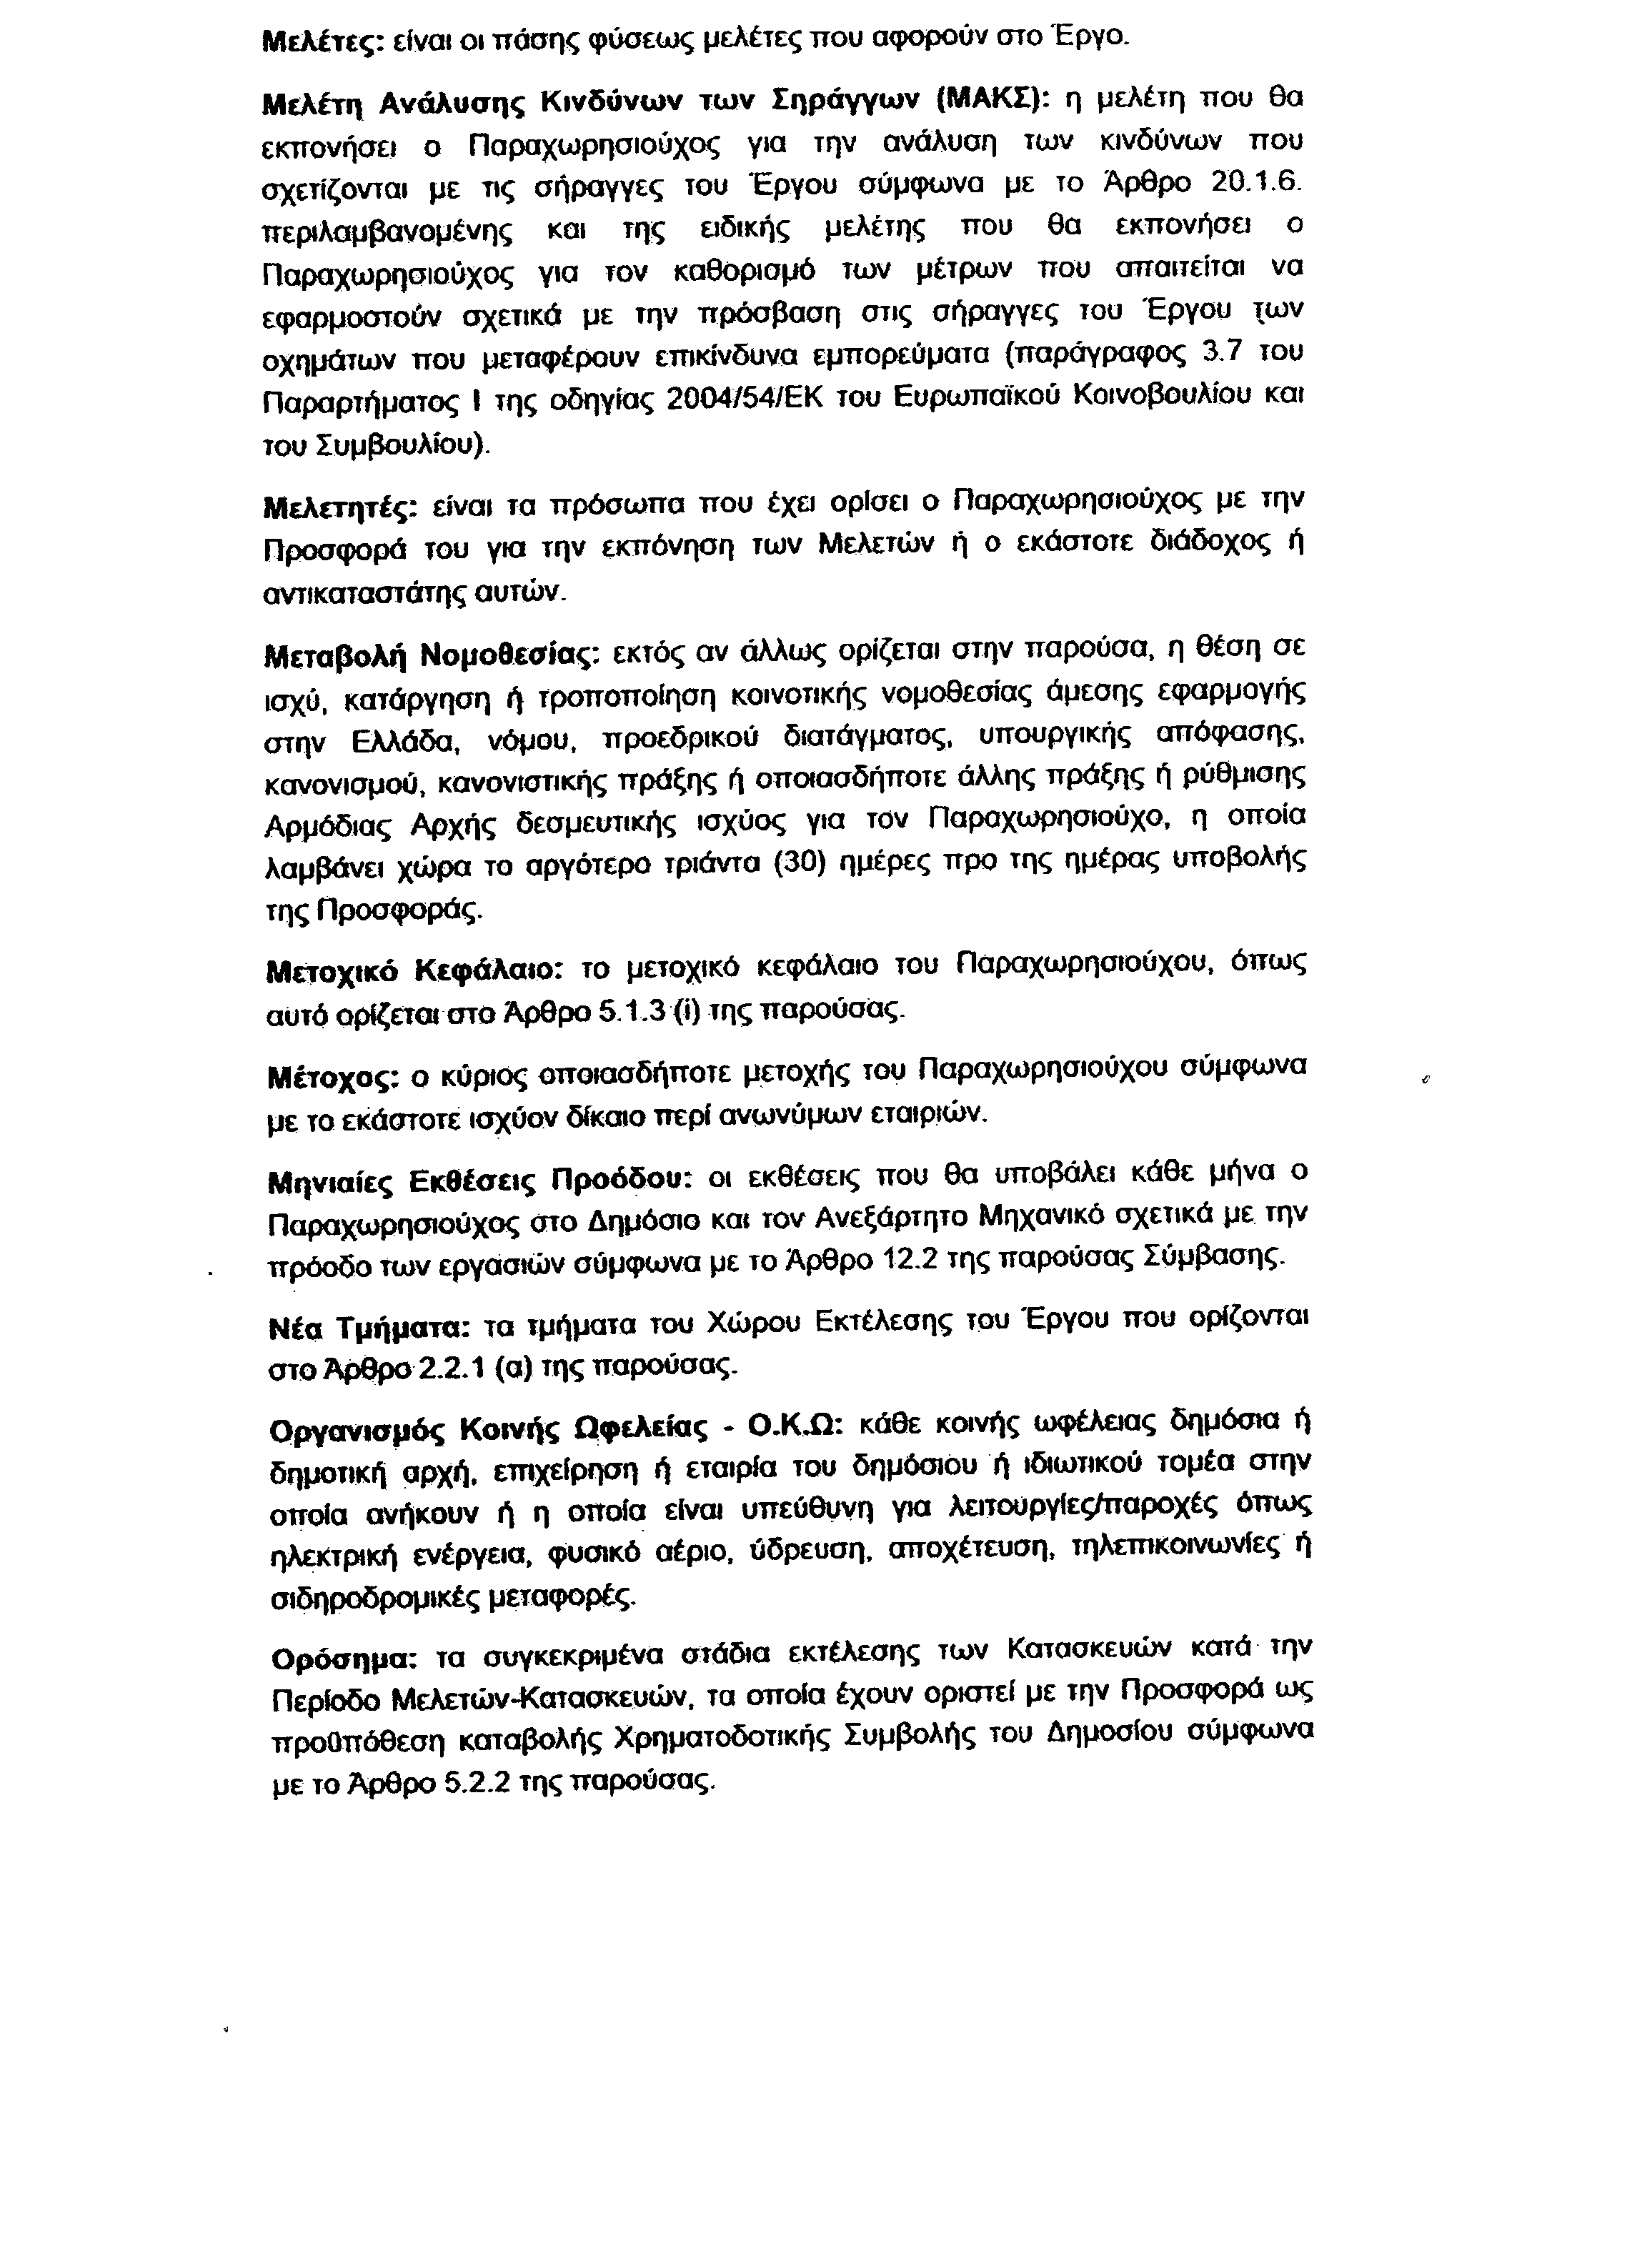 Μελέτες: είναι οι πάσης φύσεως μελέτες που αφορούν στο Έργο.
Μελέτη Ανάλυσης Κινδύνων των Σηράγγων (ΜΑΚΣ): η μελέτη που θα
εκπονήσει ο Παραχωρησιούχος για την ανάλυση των κινδύνων που
σχετίζονται με τις σήραγγες του Έργου σύμφωνα με το Άρθρο 20.1.6.
περιλαμβανομένης και της ειδικής μελέτης που θα εκπονήσει ο
Παραχωρησιούχος για τον καθορισμό των μέτρων που απαιτείται να
εφαρμοστούν σχετικά με την πρόσβαση στις σήραγγες του Έργου των
οχημάτων που μεταφέρουν επικίνδυνα εμπορεύματα (παράγραφος 3.7 του
Παραρτήματος Ι της οδηγίας 2004/54/ΕΚ του Ευρωπαϊκού Κοινοβουλίου και
του Συμβουλίου).
Μελετητές: είναι τα πρόσωπα που έχει ορίσει ο Παραχωρησιούχος με την
Προσφορά του για την εκπόνηση των Μελετών ή ο εκάστοτε διάδοχος ή
αντικαταστάτης αυτών.
Μεταβολή Νομοθεσίας: εκτός αν άλλως ορίζεται στην παρούσα, η θέση σε
ισχύ, κατάργηση ή τροποποίηση κοινοτικής νομοθεσίας άμεσης εφαρμογής
στην Ελλάδα, νόμου, προεδρικού διατάγματος, υπουργικής απόφασης,
κανονισμού, κανονιστικής πράξης ή οποιασδήποτε άλλης πράξης ή ρύθμισης
Αρμόδιας Αρχής δεσμευτικής ισχύος για τον Παραχωρησιούχο, η οποία
λαμβάνει χώρα το αργότερο τριάντα (30) ημέρες προ της ημέρας υποβολής
της Προσφοράς.
Μετοχικό Κεφάλαιο: το μετοχικό κεφάλαιο του Παραχωρησιούχου, όπως
αυτό ορίζεται στο Άρθρο 5.1.3 (i) της παρούσας.
Μέτοχος: ο κύριος οποιασδήποτε μετοχής του Παραχωρησιούχου σύμφωνα
με το εκάστοτε ισχύον δίκαιο περί ανωνύμων εταιριών.
Μηνιαίες Εκθέσεις Προόδου: οι εκθέσεις που θα υποβάλει κάθε μήνα ο
Παραχωρησιούχος στο Δημόσιο και τον Ανεξάρτητο Μηχανικό σχετικά με την
πρόοδο των εργασιών σύμφωνα με το Άρθρο 12.2 της παρούσας Σύμβασης.
Νέα Τμήματα: τα τμήματα του Χώρου Εκτέλεσης του Έργου που ορίζονται
στο Άρθρο 2.2.1 (α) της παρούσας.
Οργανισμός Κοινής Ωφελείας - Ο.Κ.Ω: κάθε κοινής ωφέλειας δημόσια ή
δημοτική αρχή, επιχείρηση ή εταιρία του δημόσιου ή ιδιωτικού τομέα στην
οποία ανήκουν ή η οποία είναι υπεύθυνη για λειτουργίες/παροχές όπως
ηλεκτρική ενέργεια, φυσικό αέριο, ύδρευση, αποχέτευση, τηλεπικοινωνίες ή
σιδηροδρομικές μεταφορές.
Ορόσημα: τα συγκεκριμένα στάδια εκτέλεσης των Κατασκευών κατά την
Περίοδο Μελετών-Κατασκευών, τα οποία έχουν οριστεί με την Προσφορά ως
προϋπόθεση καταβολής Χρηματοδοτικής Συμβολής του Δημοσίου σύμφωνα
με το Άρθρο 5.2.2 της παρούσας.